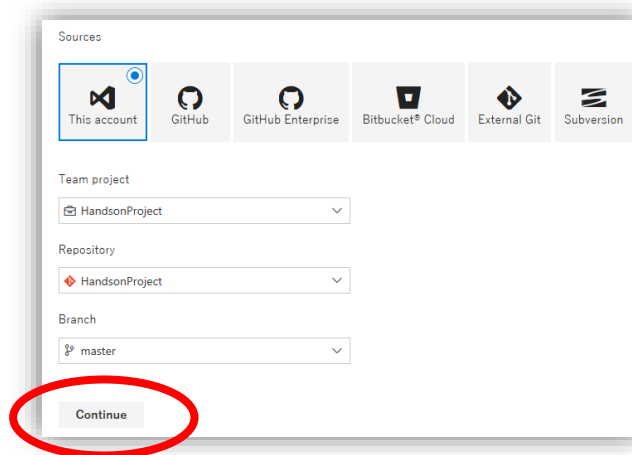 Sources
This account
GitHub
GitHub Enterprise
Bitbucket® Cloud
External Git
Subversion
Team project
HandsonProject
Repository
HandsonProject
Branch
master
Continue